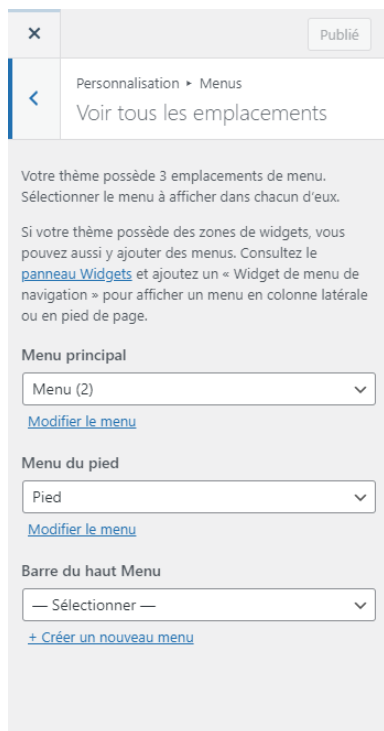 Publié
Personnalisation ▸ Menus
Voir tous les emplacements
Votre thème possède 3 emplacements de menu.
Sélectionner le menu à afficher dans chacun d’eux.
Si votre thème possède des zones de widgets, vous
pouvez aussi y ajouter des menus. Consultez le
panneau Widgets et ajoutez un « Widget de menu de
navigation » pour afficher un menu en colonne latérale
ou en pied de page.
Menu principal
Menu (2)
Modifier le menu
Menu du pied
Pied
Modifier le menu
Barre du haut Menu
— Sélectionner —
+ Créer un nouveau menu